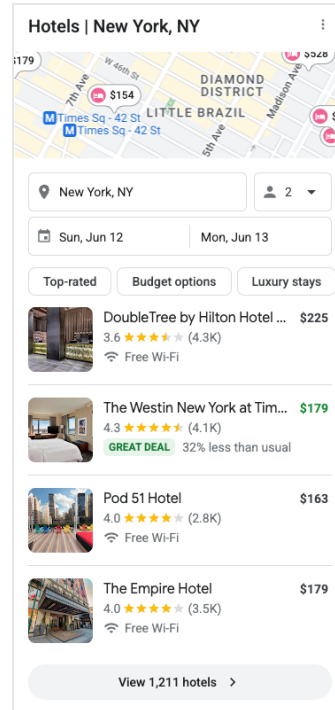 Hotels | New York, NY
$179
W 46th St
$528
DIAMOND
DISTRICT
7th Ave
$154
LITTLE BRAZIL
Madison Ave
M Times Sq - 42 St
M Times Sq - 42 St
5th Ave
New York, NY
2
Sun, Jun 12
Mon, Jun 13
Top-rated
Budget options
Luxury stays
DoubleTree by Hilton Hotel ... $225
3.6 (4.3K)
Free Wi-Fi
The Westin New York at Tim... $179
4.3 (4.1K)
GREAT DEAL 32% less than usual
Pod 51 Hotel $163
4.0 (2.8K)
Free Wi-Fi
The Empire Hotel $179
4.0 (3.5K)
Free Wi-Fi
View 1,211 hotels